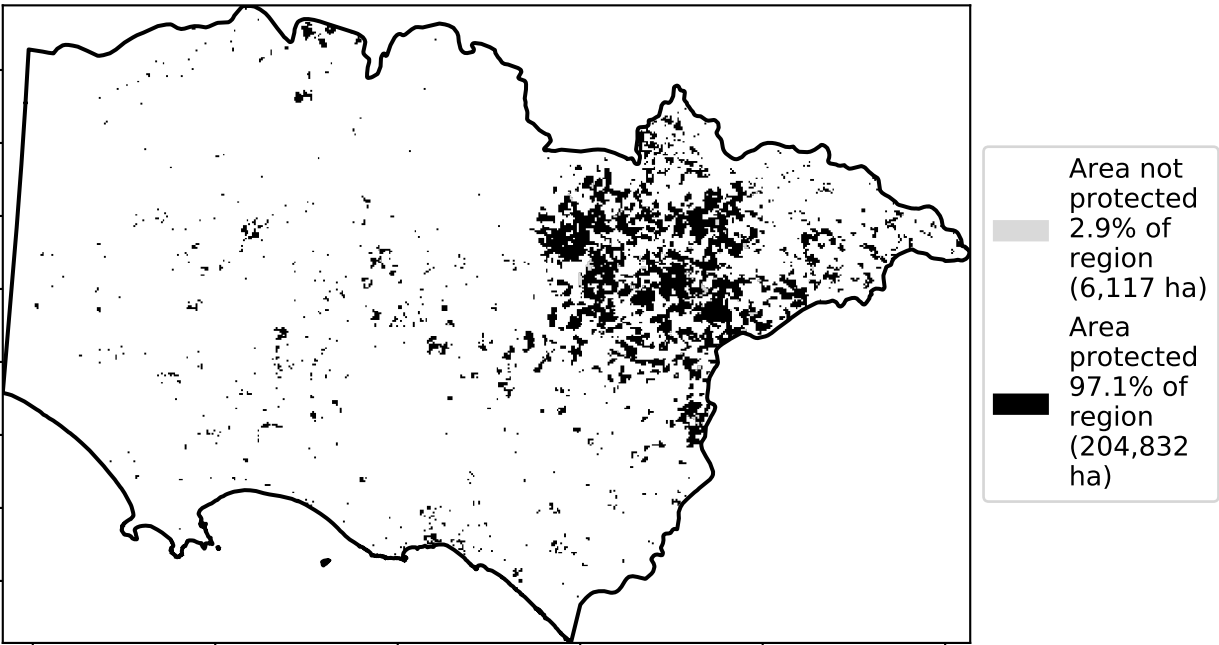 Area not
protected
2.9% of
region
(6,117 ha)
Area
protected
97.1% of
region
(204,832
ha)